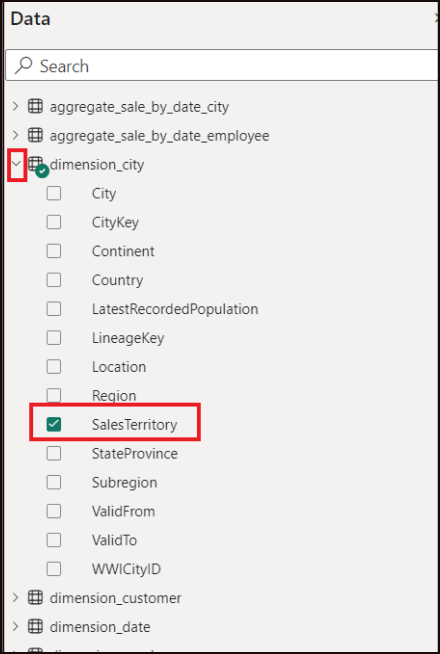 Data
Search
aggregate_sale_by_date_city
aggregate_sale_by_date_employee
dimension_city
City
CityKey
Continent
Country
LatestRecordedPopulation
LineageKey
Location
Region
SalesTerritory
StateProvince
Subregion
ValidFrom
ValidTo
WWICityID
dimension_customer
dimension_date